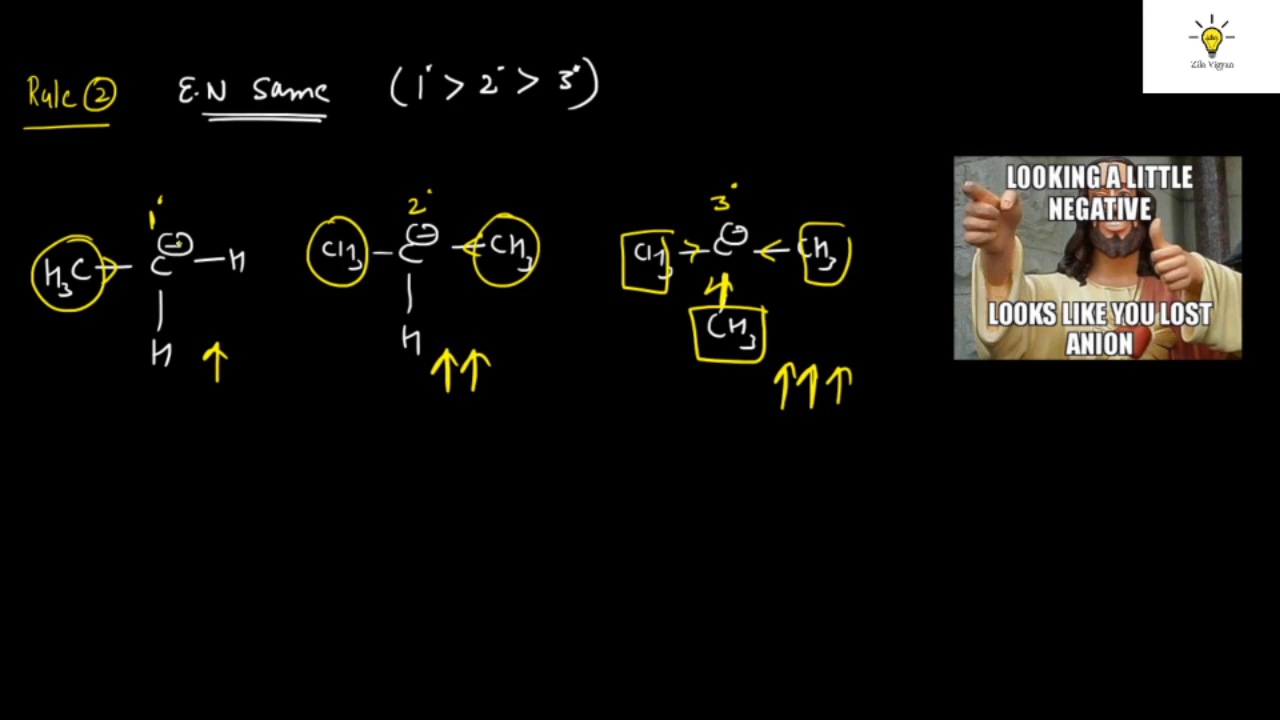 Rule ② E.N Same (1° > 2° > 3°)
Zila Vigyan
1° 2° 3°
H₃C C⊖ H CH₃ C⊖ CH₃ CH₃ C⊖ CH₃
H H CH₃
LOOKING A LITTLE
NEGATIVE
LOOKS LIKE YOU LOST
ANION